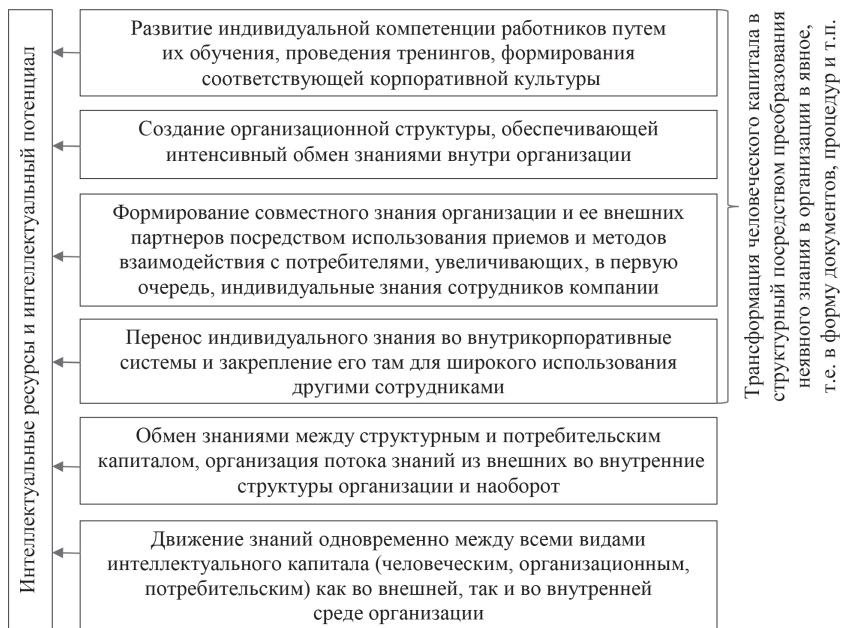 Интеллектуальные ресурсы и интеллектуальный потенциал
Развитие индивидуальной компетенции работников путем
их обучения, проведения тренингов, формирования
соответствующей корпоративной культуры
Создание организационной структуры, обеспечивающей
интенсивный обмен знаниями внутри организации
Формирование совместного знания организации и ее внешних
партнеров посредством использования приемов и методов
взаимодействия с потребителями, увеличивающих, в первую
очередь, индивидуальные знания сотрудников компании
Перенос индивидуального знания во внутрикорпоративные
системы и закрепление его там для широкого использования
другими сотрудниками
Обмен знаниями между структурным и потребительским
капиталом, организация потока знаний из внешних во внутренние
структуры организации и наоборот
Движение знаний одновременно между всеми видами
интеллектуального капитала (человеческим, организационным,
потребительским) как во внешней, так и во внутренней
среде организации
Трансформация человеческого капитала в
структурный посредством преобразования
неявного знания в организации в явное,
т.е. в форму документов, процедур и т.п.